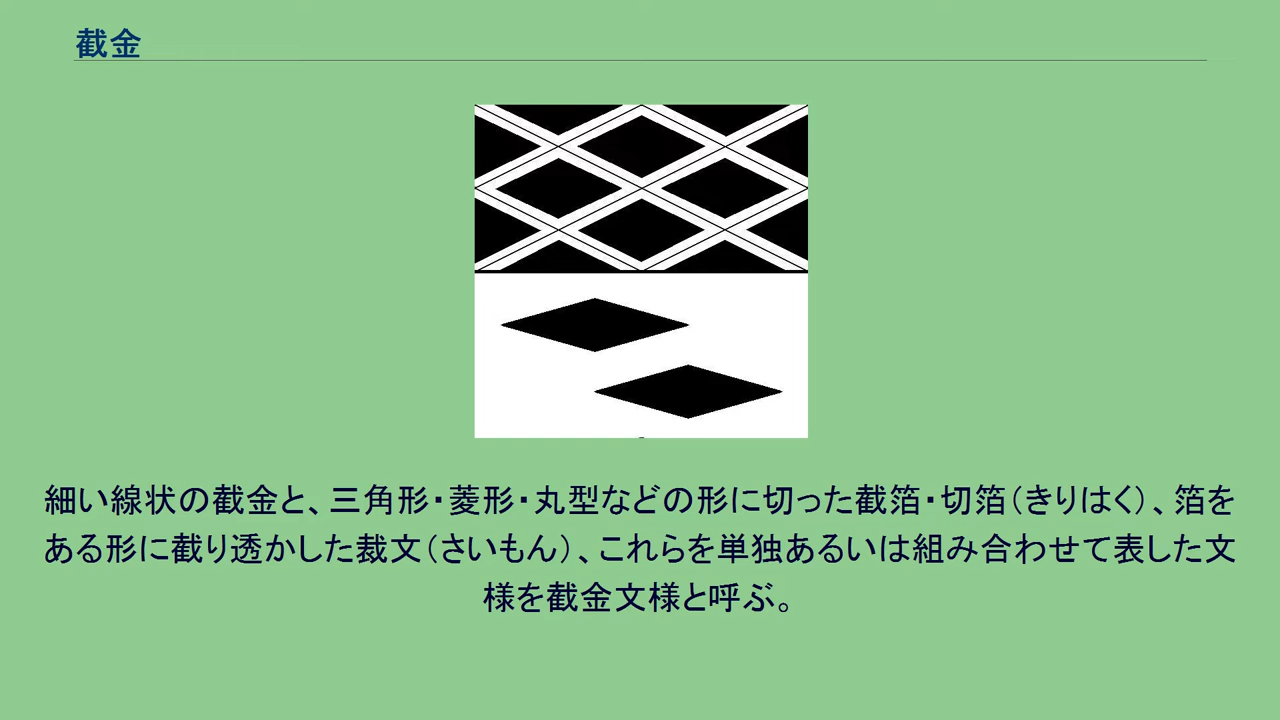 截金
細い線状の截金と、三角形・菱形・丸型などの形に切った截箔・切箔(きりはく)、箔を
ある形に截り透かした裁文(さいもん)、これらを単独あるいは組み合わせて表した文
様を截金文様と呼ぶ。